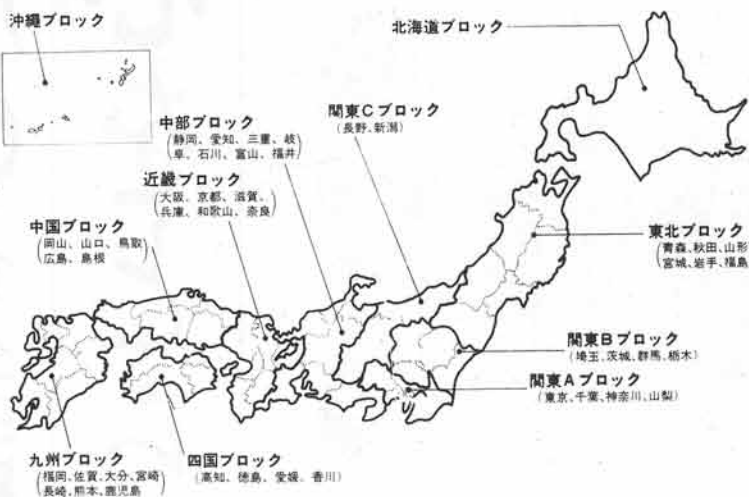 沖縄ブロック
北海道ブロック
関東Cブロック
(長野、新潟)
中部ブロック
(静岡、愛知、三重、岐
阜、石川、富山、福井)
近畿ブロック
(大阪、京都、滋賀、
兵庫、和歌山、奈良)
中国ブロック
(岡山、山口、鳥取
広島、島根)
東北ブロック
(青森、秋田、山形
宮城、岩手、福島
関東Bブロック
(埼玉、茨城、群馬、栃木)
関東Aブロック
(東京、千葉、神奈川、山梨)
九州ブロック
(福岡、佐賀、大分、宮崎
長崎、熊本、鹿児島
四国ブロック
(高知、徳島、愛媛、香川)